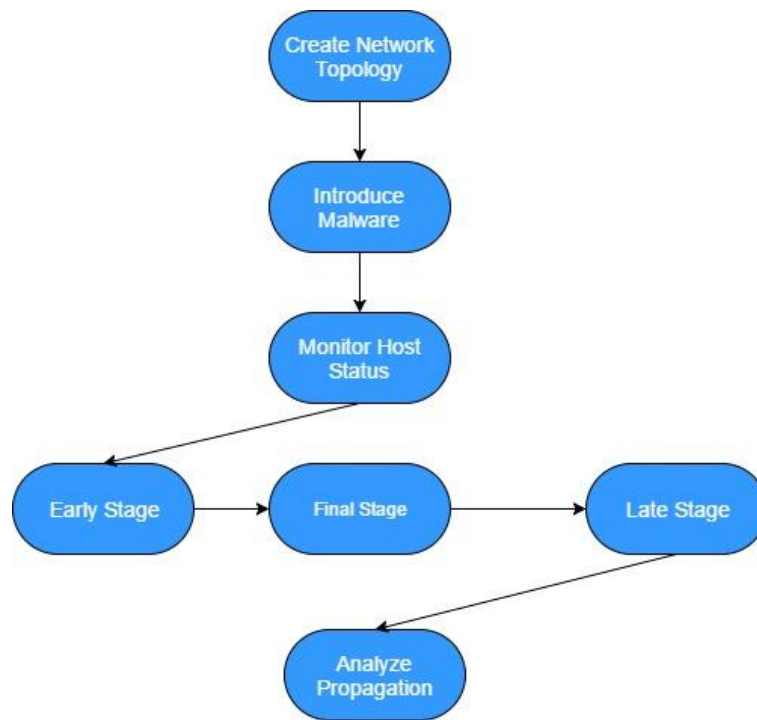 Create Network
Topology
Introduce
Malware
Monitor Host
Status
Early Stage
Final Stage
Late Stage
Analyze
Propagation